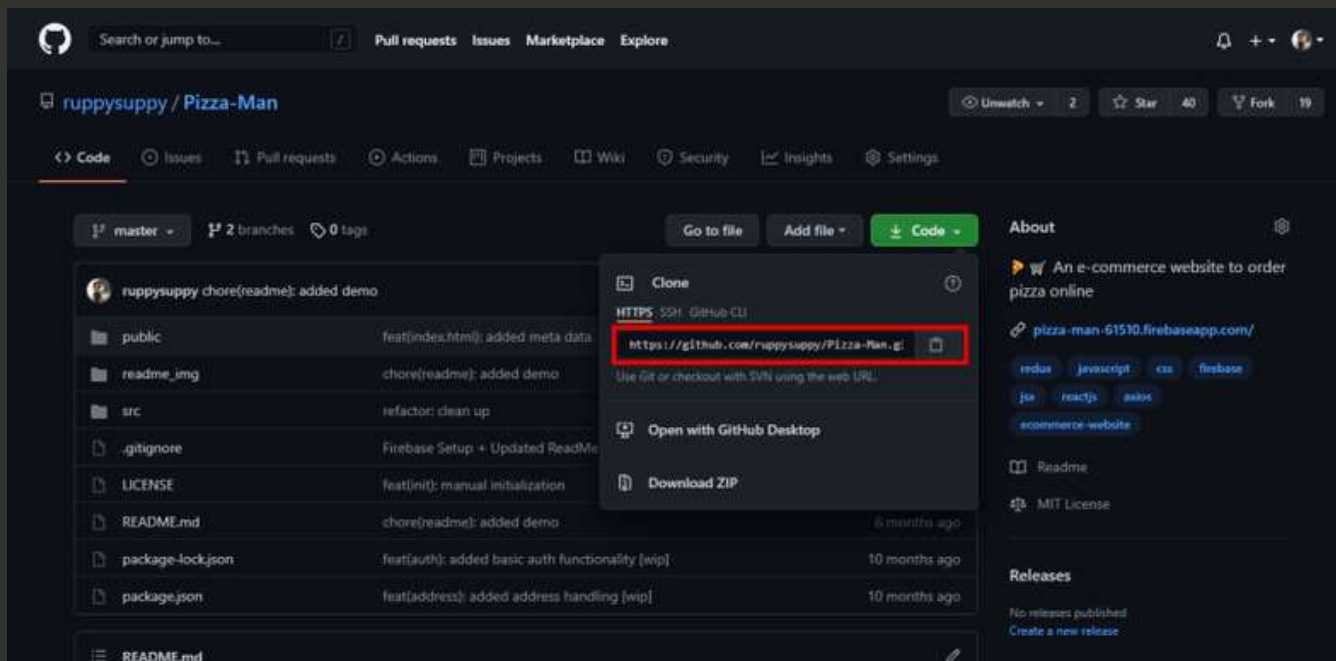 Search or jump to... /
Pull requests Issues Marketplace Explore
ruppysuppy / Pizza-Man
Unwatch 2 Star 40 Fork 19
Code Issues Pull requests Actions Projects Wiki Security Insights Settings
master 2 branches 0 tags Go to file Add file Code
ruppysuppy chore(readme): added demo
public feat(index.html): added meta data
readme_img chore(readme): added demo
src refactor: clean up
.gitignore Firebase Setup + Updated ReadMe
LICENSE feat(init): manual initialization
README.md chore(readme): added demo 6 months ago
package-lock.json feat(auth): added basic auth functionality [wip] 10 months ago
package.json feat(address): added address handling [wip] 10 months ago
README.md
Clone
HTTPS SSH GitHub CLI
https://github.com/ruppysuppy/Pizza-Man.gi
Use Git or checkout with SVN using the web URL.
Open with GitHub Desktop
Download ZIP
About
An e-commerce website to order
pizza online
pizza-man-61510.firebaseapp.com/
redux javascript css firebase
jsx reactjs axios
ecommerce-website
Readme
MIT License
Releases
No releases published
Create a new release